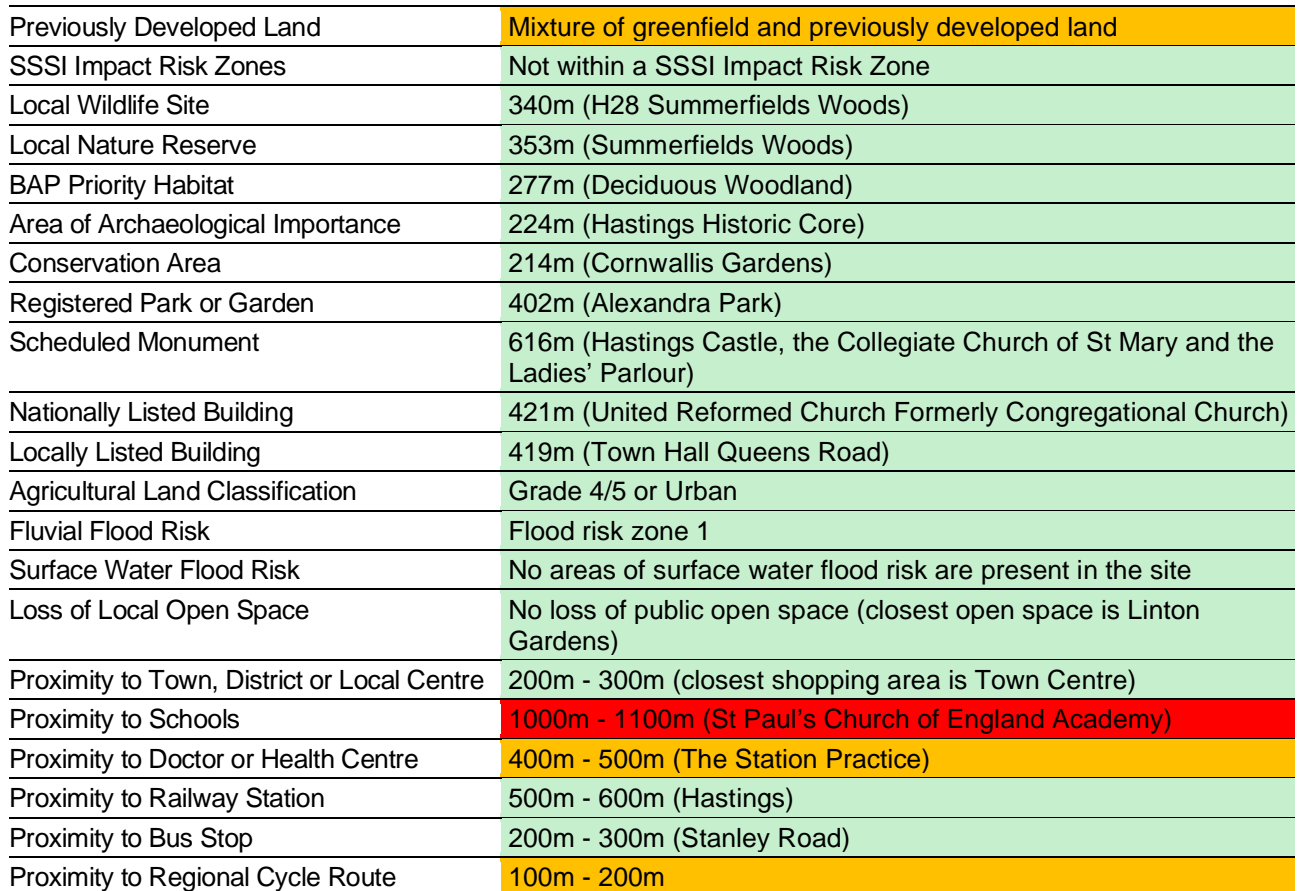 Previously Developed Land Mixture of greenfield and previously developed land
SSSI Impact Risk Zones Not within a SSSI Impact Risk Zone
Local Wildlife Site 340m (H28 Summerfields Woods)
Local Nature Reserve 353m (Summerfields Woods)
BAP Priority Habitat 277m (Deciduous Woodland)
Area of Archaeological Importance 224m (Hastings Historic Core)
Conservation Area 214m (Cornwallis Gardens)
Registered Park or Garden 402m (Alexandra Park)
Scheduled Monument 616m (Hastings Castle, the Collegiate Church of St Mary and the
Ladies’ Parlour)
Nationally Listed Building 421m (United Reformed Church Formerly Congregational Church)
Locally Listed Building 419m (Town Hall Queens Road)
Agricultural Land Classification Grade 4/5 or Urban
Fluvial Flood Risk Flood risk zone 1
Surface Water Flood Risk No areas of surface water flood risk are present in the site
Loss of Local Open Space No loss of public open space (closest open space is Linton
Gardens)
Proximity to Town, District or Local Centre 200m - 300m (closest shopping area is Town Centre)
Proximity to Schools 1000m - 1100m (St Paul’s Church of England Academy)
Proximity to Doctor or Health Centre 400m - 500m (The Station Practice)
Proximity to Railway Station 500m - 600m (Hastings)
Proximity to Bus Stop 200m - 300m (Stanley Road)
Proximity to Regional Cycle Route 100m - 200m